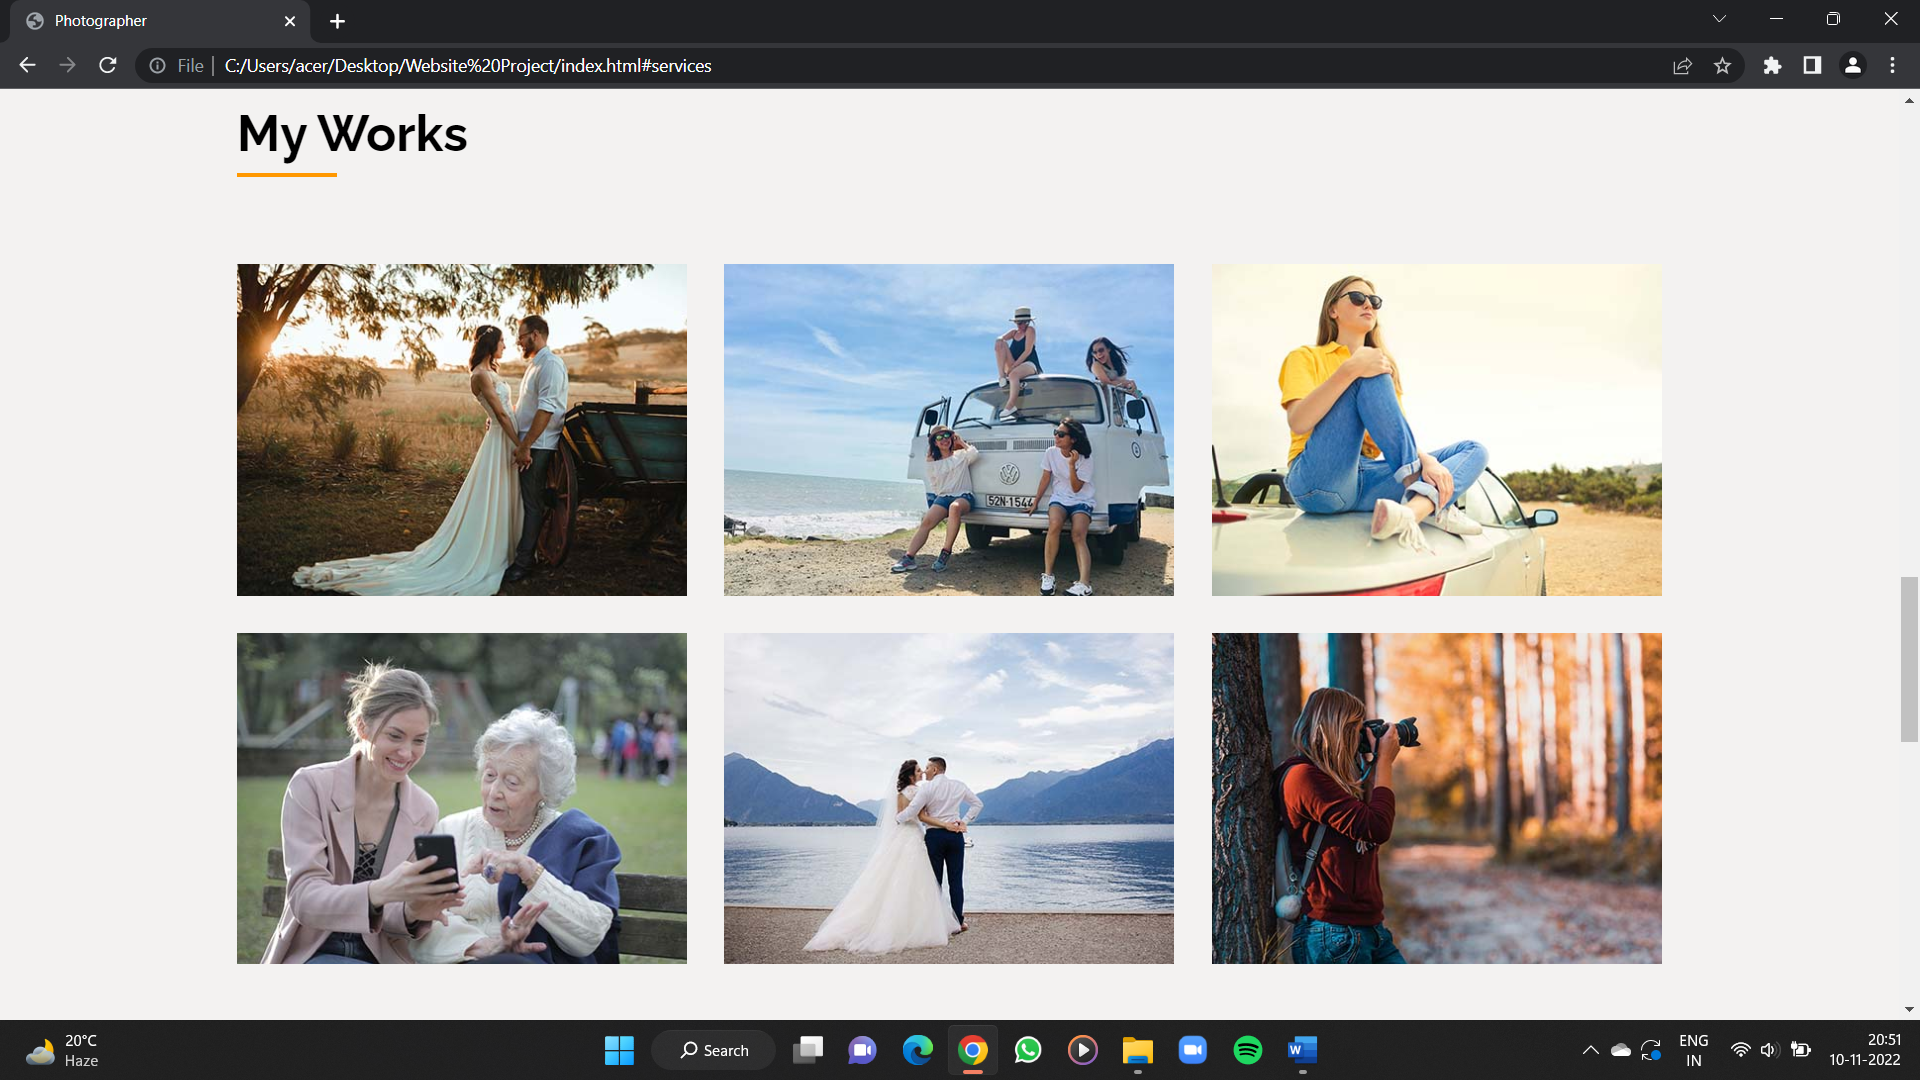 Photographer
File
C:/Users/acer/Desktop/Website%20Project/index.html#services
My Works
52N-1544
20°C
Haze
Search
W
ENG
IN
20:51
10-11-2022